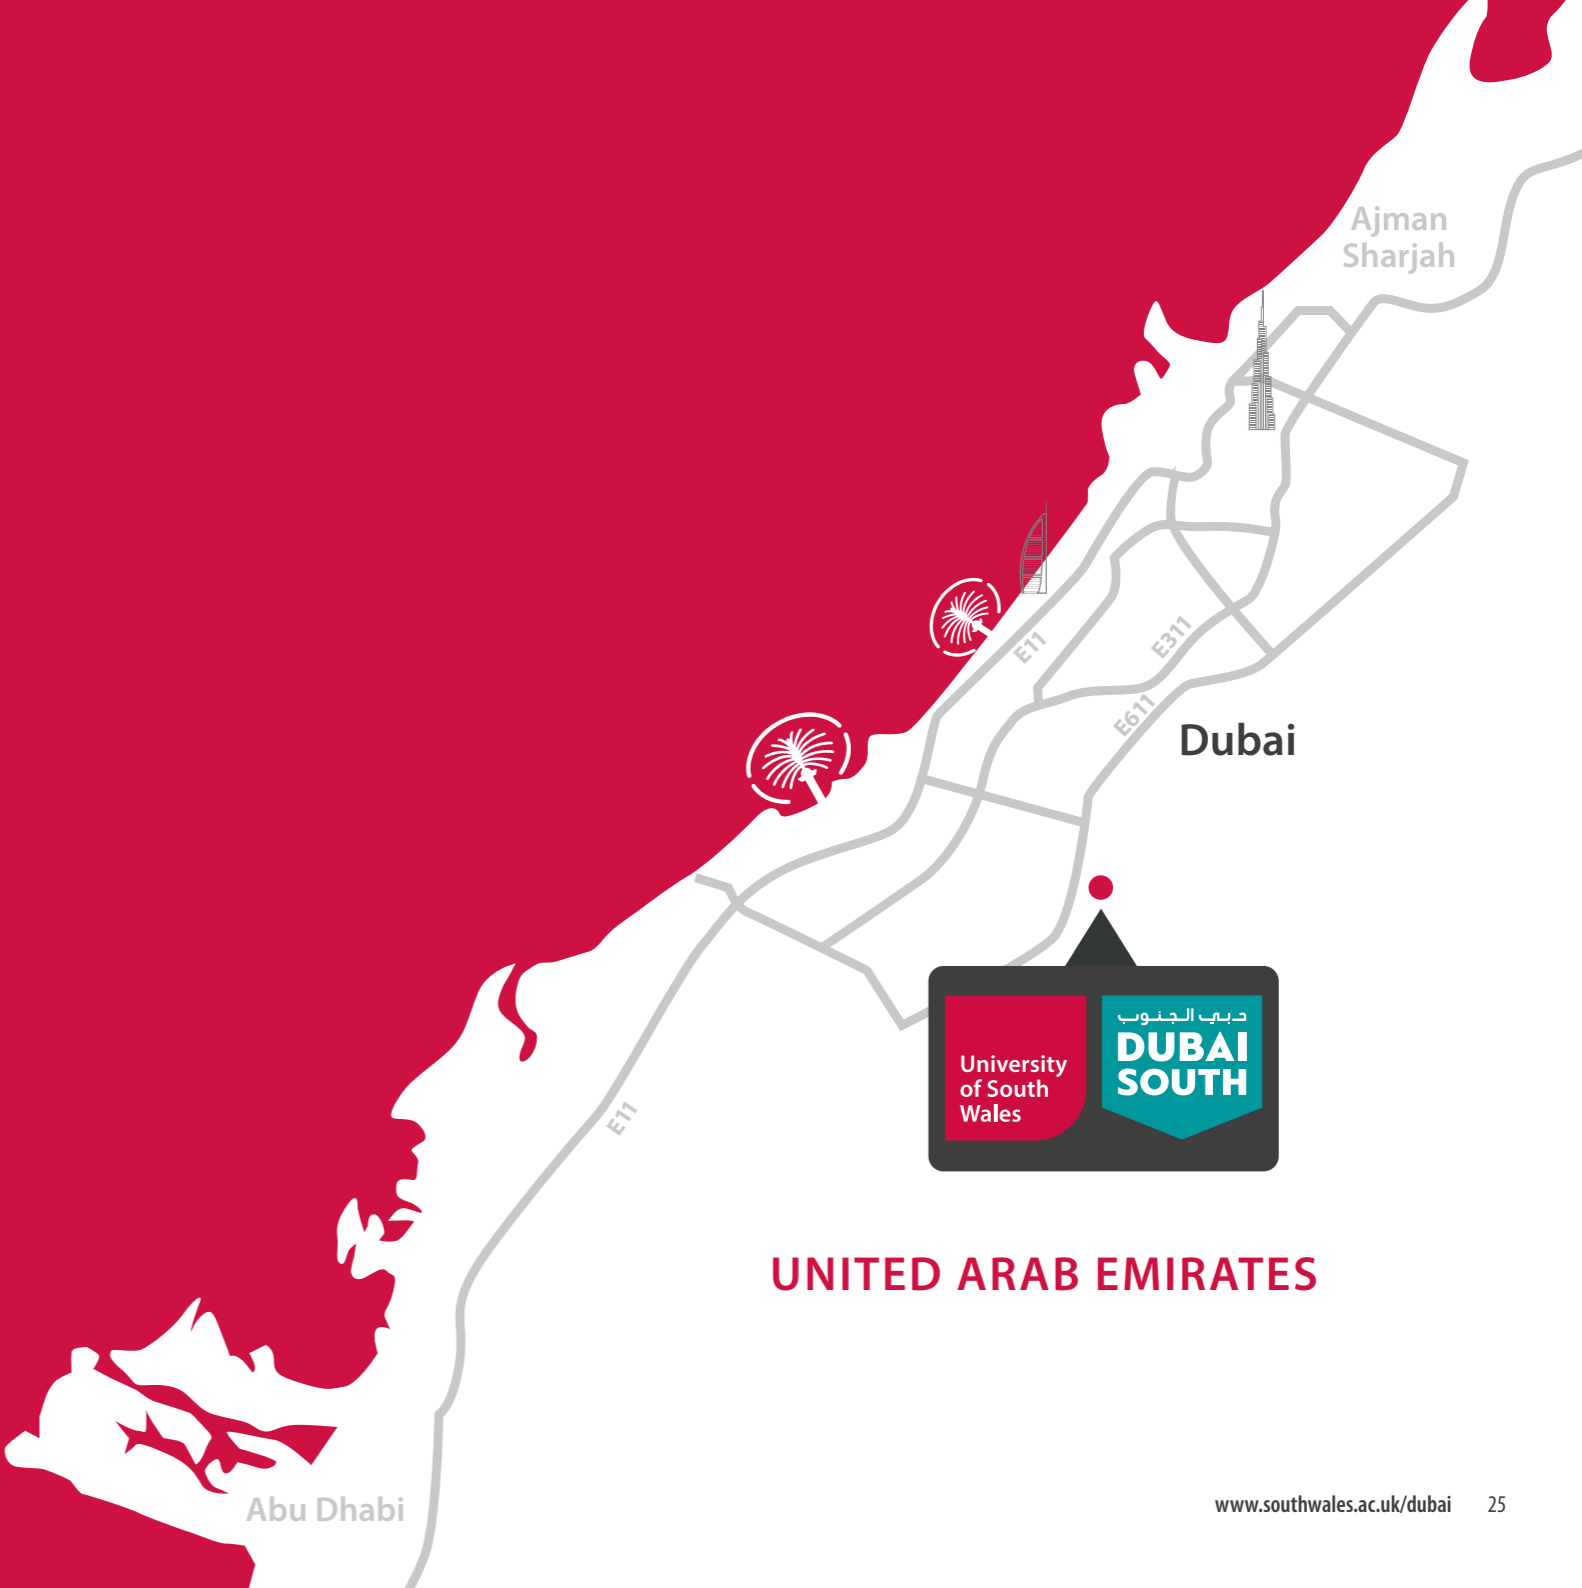 Ajman
Sharjah
E11
E311
E611
Dubai
دبي الجنوب
DUBAI
SOUTH
University
of South
Wales
E11
UNITED ARAB EMIRATES
Abu Dhabi
www.southwales.ac.uk/dubai 25